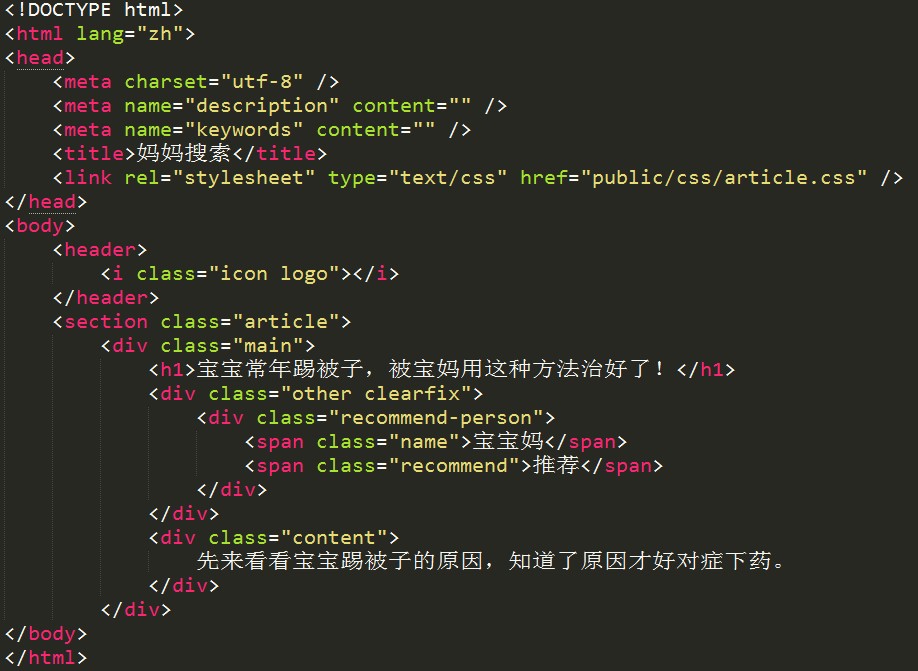 <!DOCTYPE html>
<html lang="zh">
<head>
    <meta charset="utf-8" />
    <meta name="description" content="" />
    <meta name="keywords" content="" />
    <title>妈妈搜索</title>
    <link rel="stylesheet" type="text/css" href="public/css/article.css" />
</head>
<body>
    <header>
        <i class="icon logo"></i>
    </header>
    <section class="article">
        <div class="main">
            <h1>宝宝常年踢被子，被宝妈用这种方法治好了！</h1>
            <div class="other clearfix">
                <div class="recommend-person">
                    <span class="name">宝宝妈</span>
                    <span class="recommend">推荐</span>
                </div>
            </div>
            <div class="content">
                先来看看宝宝踢被子的原因，知道了原因才好对症下药。
            </div>
        </div>
</body>
</html>